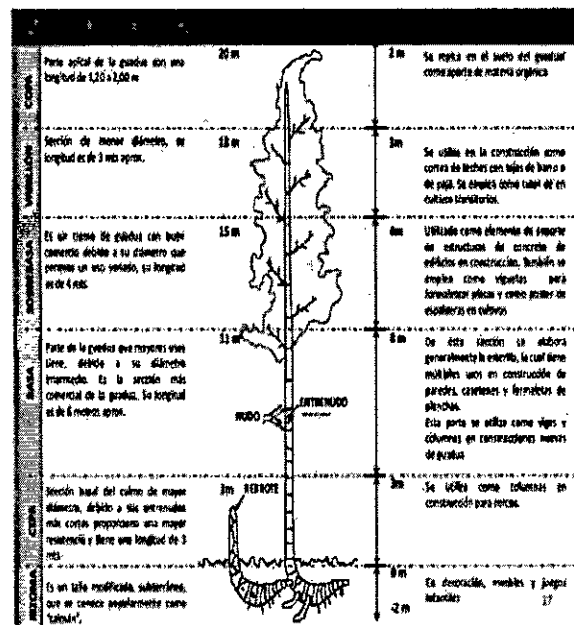 COPA
Parte apical de la guadua con una
longitud de 1,20 a 2,00 m
20 m
2 m
Se repica en el suelo del guadual
como aporte de materia orgánica
VARILLÓN
Sección de menor diámetro, su
longitud es de 3 mts aprox.
18 m
3m
Se utiliza en la construcción como
correa de techos con tejas de barro o
de paja. Se emplea como tutor de en
cultivos transitorios.
SOBREBASA
Es un tramo de guadua con buen
comercio debido a su diámetro que
permite un uso variado, su longitud
es de 4 mts
15 m
Utilizado como elemento de soporte
de estructuras de concreto de
edificios en construcción. También se
emplea como viguetas para
formaletear placas y como postes de
espalderas en cultivos
BASA
Parte de la guadua que mayores usos
tiene, debido a su diámetro
intermedio. Es la sección más
comercial de la guadua. Su longitud
es de 8 metros aprox.
11 m
8 m
NUDO
ENTRENUDO
De esta sección se elabora
generalmente la esterilla, la cual tiene
múltiples usos en construcción de
paredes, casetones y formaletas de
planchas.
Esta parte se utiliza como vigas y
columnas en construcciones nuevas
de guadua
CEPA
Sección basal del culmo de mayor
diámetro, debido a sus entrenudos
más cortos proporciona una mayor
resistencia y tiene una longitud de 3
mts.
3m
REBROTE
3m
Se utiliza como columnas en
construcción para cercos.
RIZOMA
Es un tallo modificado, subterráneo,
que se conoce popularmente como
"caimán".
0 m
-2 m
En decoración, muebles y juegos
infantiles
17